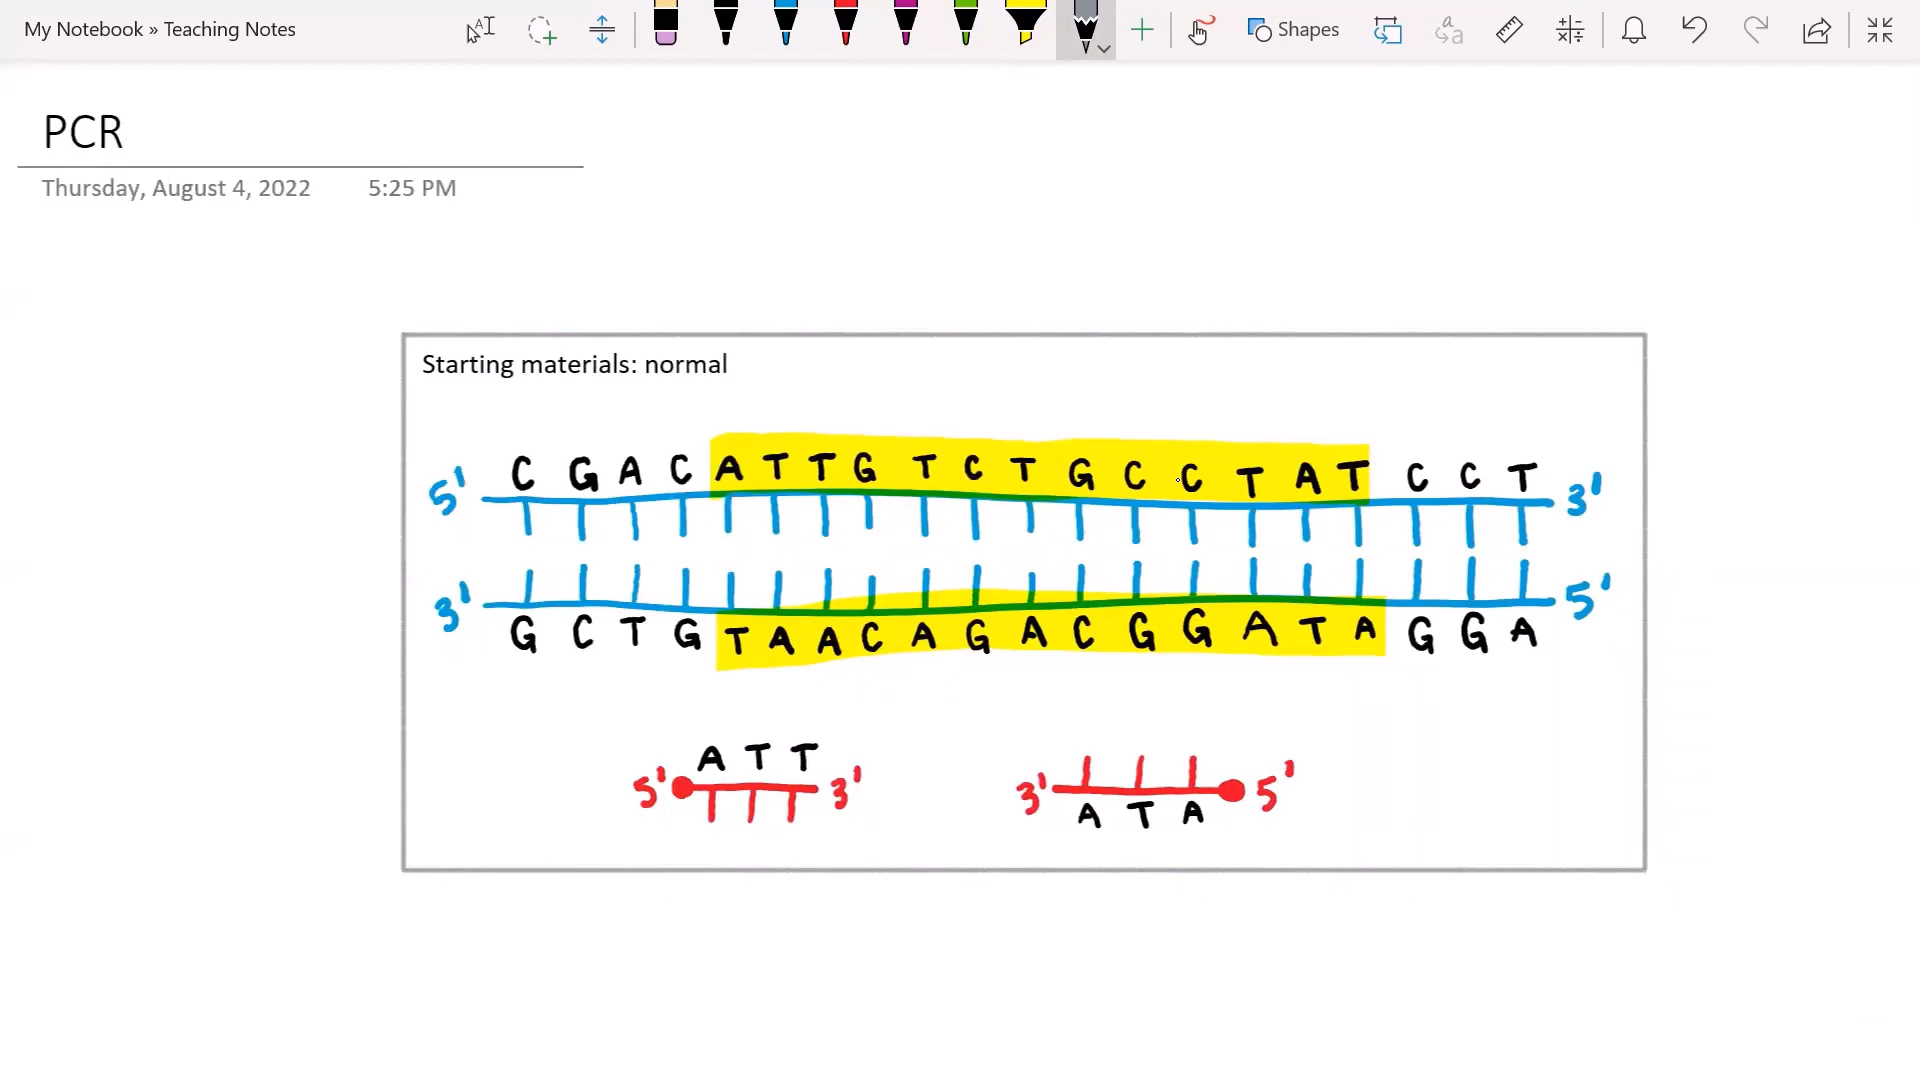 My Notebook » Teaching Notes
Shapes
PCR
Thursday, August 4, 2022 5:25 PM
Starting materials: normal
5' C G A C A T T G T C T G C C T A T C C T 3'
3' G C T G T A A C A G A C G G A T A G G A 5'
5' A T T 3'
3' A T A 5'